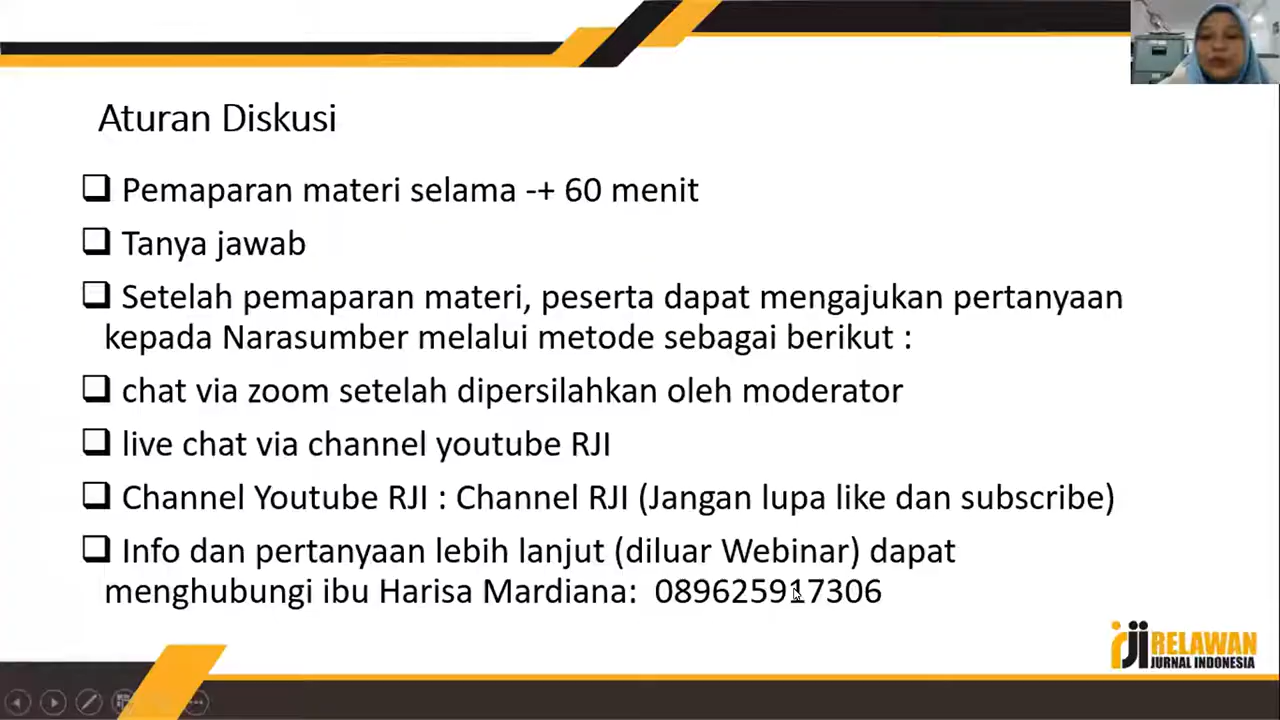 Aturan Diskusi
Pemaparan materi selama -+ 60 menit
Tanya jawab
Setelah pemaparan materi, peserta dapat mengajukan pertanyaan
kepada Narasumber melalui metode sebagai berikut :
chat via zoom setelah dipersilahkan oleh moderator
live chat via channel youtube RJI
Channel Youtube RJI : Channel RJI (Jangan lupa like dan subscribe)
Info dan pertanyaan lebih lanjut (diluar Webinar) dapat
menghubungi ibu Harisa Mardiana: 089625917306
rji RELAWAN
JURNAL INDONESIA